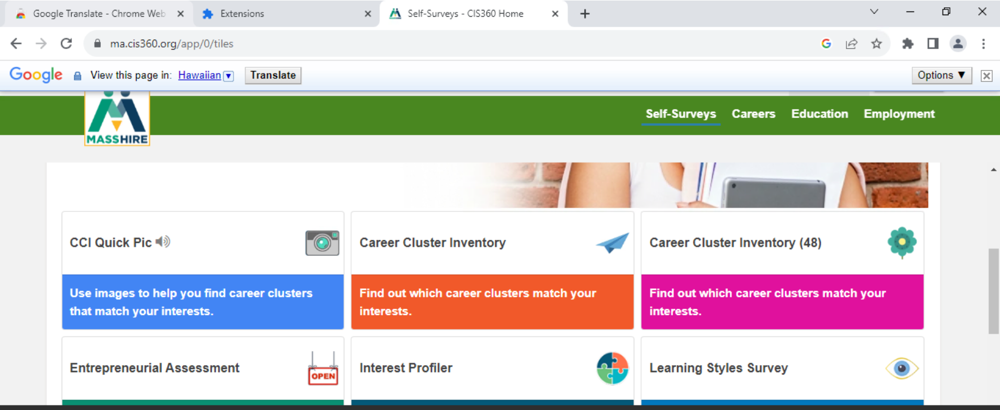 Google Translate - Chrome Web
Extensions
Self-Surveys - CIS360 Home
ma.cis360.org/app/0/tiles
Google View this page in: Hawaiian Translate Options ▼
MASSHIRE
Self-Surveys Careers Education Employment
CCI Quick Pic
Career Cluster Inventory
Career Cluster Inventory (48)
Use images to help you find career clusters
that match your interests.
Find out which career clusters match your
interests.
Find out which career clusters match your
interests.
Entrepreneurial Assessment
OPEN
Interest Profiler
Learning Styles Survey